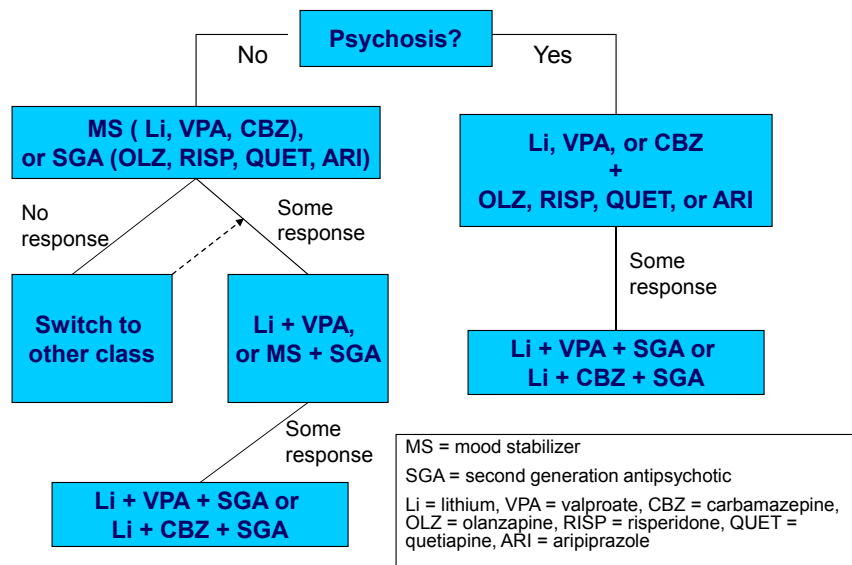 Psychosis?
No
Yes
MS ( Li, VPA, CBZ),
or SGA (OLZ, RISP, QUET, ARI)
Li, VPA, or CBZ
+
OLZ, RISP, QUET, or ARI
No
response
Some
response
Some
response
Switch to
other class
Li + VPA,
or MS + SGA
Li + VPA + SGA or
Li + CBZ + SGA
Some
response
Li + VPA + SGA or
Li + CBZ + SGA
MS = mood stabilizer
SGA = second generation antipsychotic
Li = lithium, VPA = valproate, CBZ = carbamazepine,
OLZ = olanzapine, RISP = risperidone, QUET =
quetiapine, ARI = aripiprazole